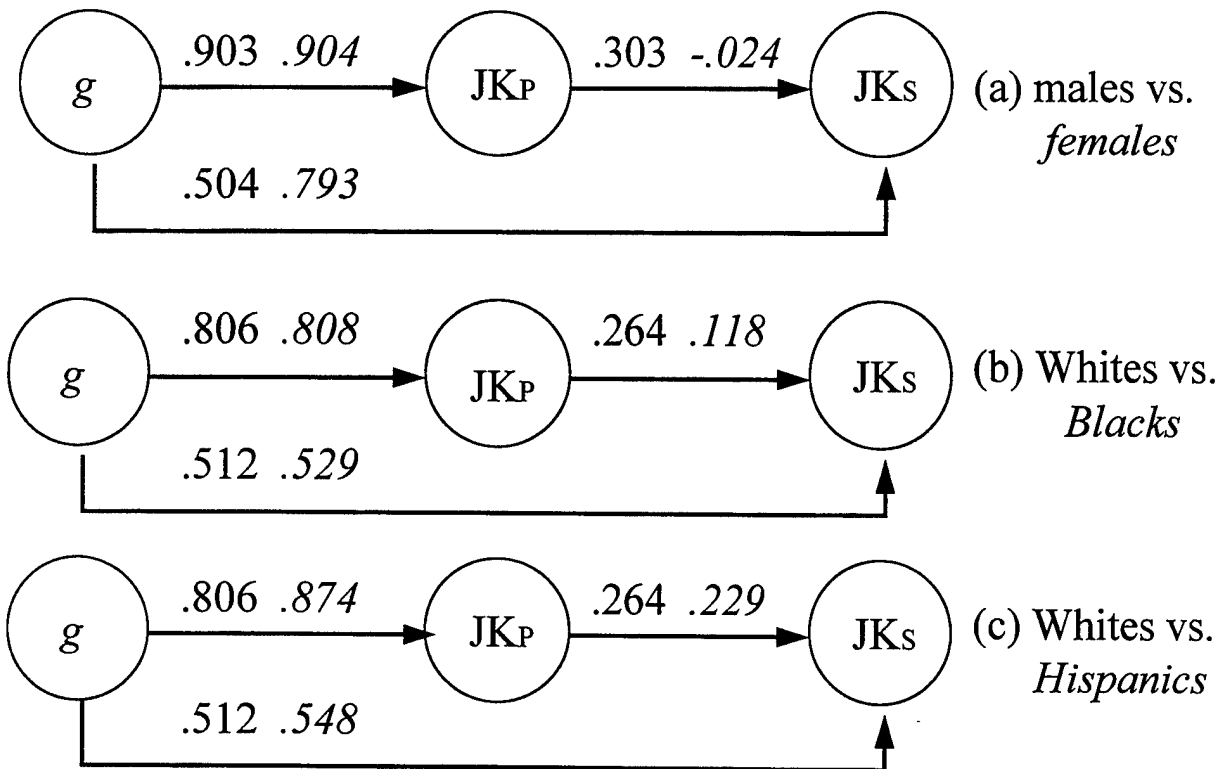 .903 .904
.303 -.024
g
JKP
JKS
(a) males vs.
females
.504 .793
.806 .808
.264 .118
g
JKP
JKS
(b) Whites vs.
Blacks
.512 .529
.806 .874
.264 .229
g
JKP
JKS
(c) Whites vs.
Hispanics
.512 .548